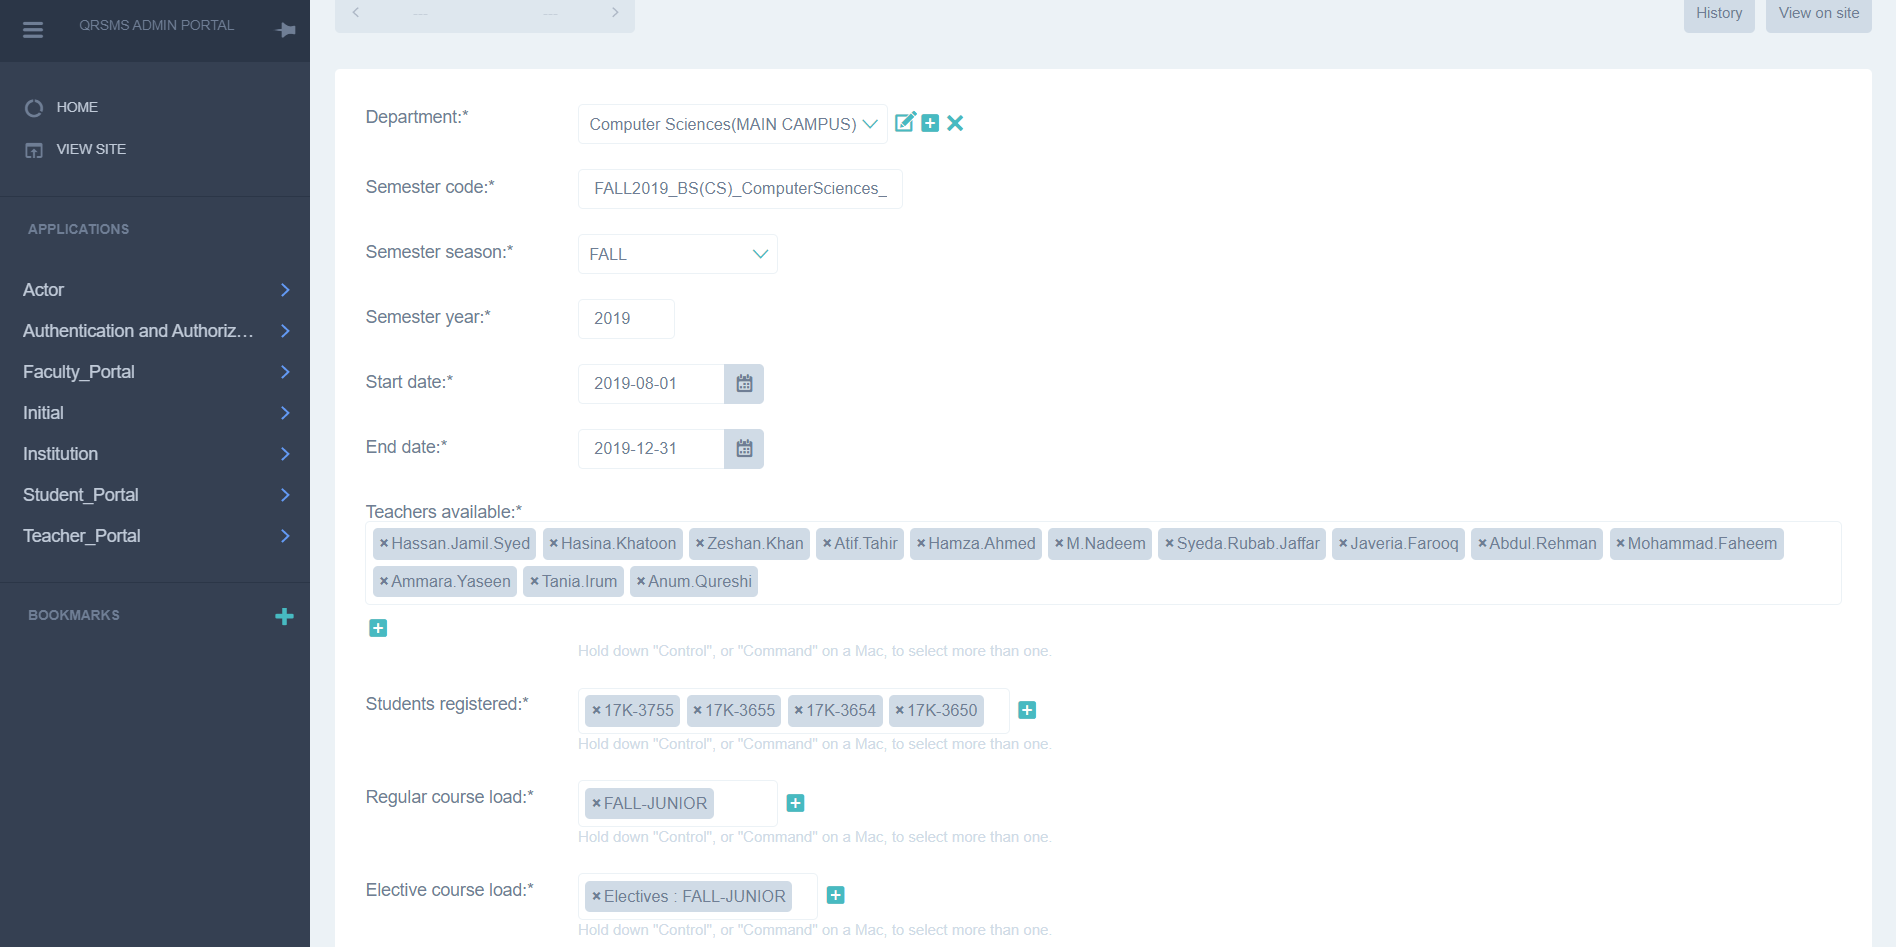 QRSMS ADMIN PORTAL
HOME
VIEW SITE
APPLICATIONS
Actor
Authentication and Authoriz...
Faculty_Portal
Initial
Institution
Student_Portal
Teacher_Portal
BOOKMARKS
History
View on site
Department:*
Computer Sciences(MAIN CAMPUS)
Semester code:*
FALL2019_BS(CS)_ComputerSciences_
Semester season:*
FALL
Semester year:*
2019
Start date:*
2019-08-01
End date:*
2019-12-31
Teachers available:*
×Hassan.Jamil.Syed ×Hasina.Khatoon ×Zeshan.Khan ×Atif.Tahir ×Hamza.Ahmed ×M.Nadeem ×Syeda.Rubab.Jaffar ×Javeria.Farooq ×Abdul.Rehman ×Mohammad.Faheem
×Ammara.Yaseen ×Tania.Irum ×Anum.Qureshi
Hold down "Control", or "Command" on a Mac, to select more than one.
Students registered:*
×17K-3755 ×17K-3655 ×17K-3654 ×17K-3650
Hold down "Control", or "Command" on a Mac, to select more than one.
Regular course load:*
×FALL-JUNIOR
Hold down "Control", or "Command" on a Mac, to select more than one.
Elective course load:*
×Electives : FALL-JUNIOR
Hold down "Control", or "Command" on a Mac, to select more than one.